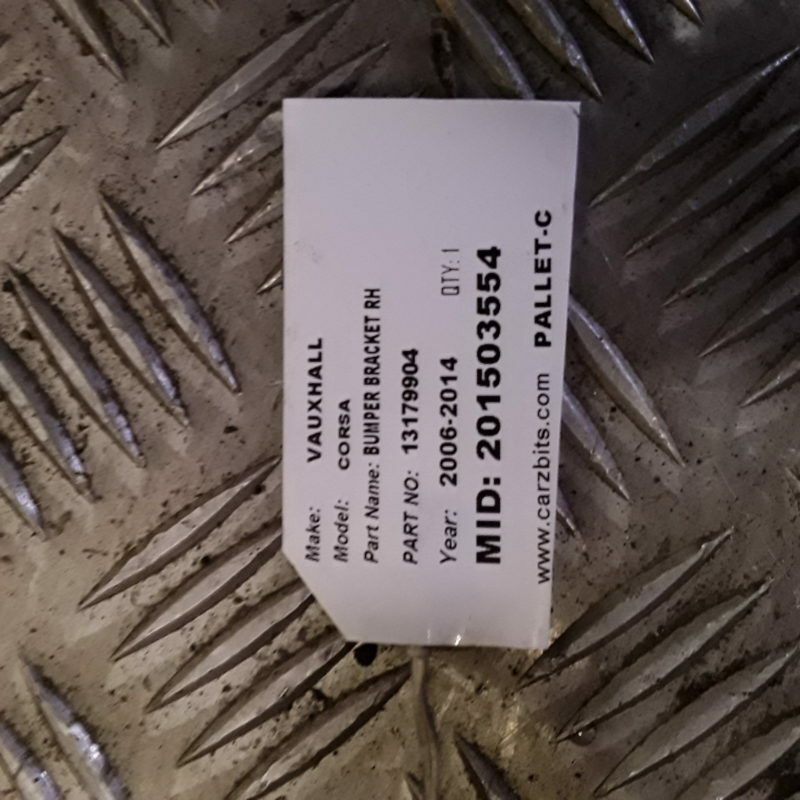 Make: VAUXHALL
Model: CORSA
Part Name: BUMPER BRACKET RH
PART NO: 13179904
Year: 2006-2014 QTY: 1
MID: 201503554
www.carzbits.com PALLET-C